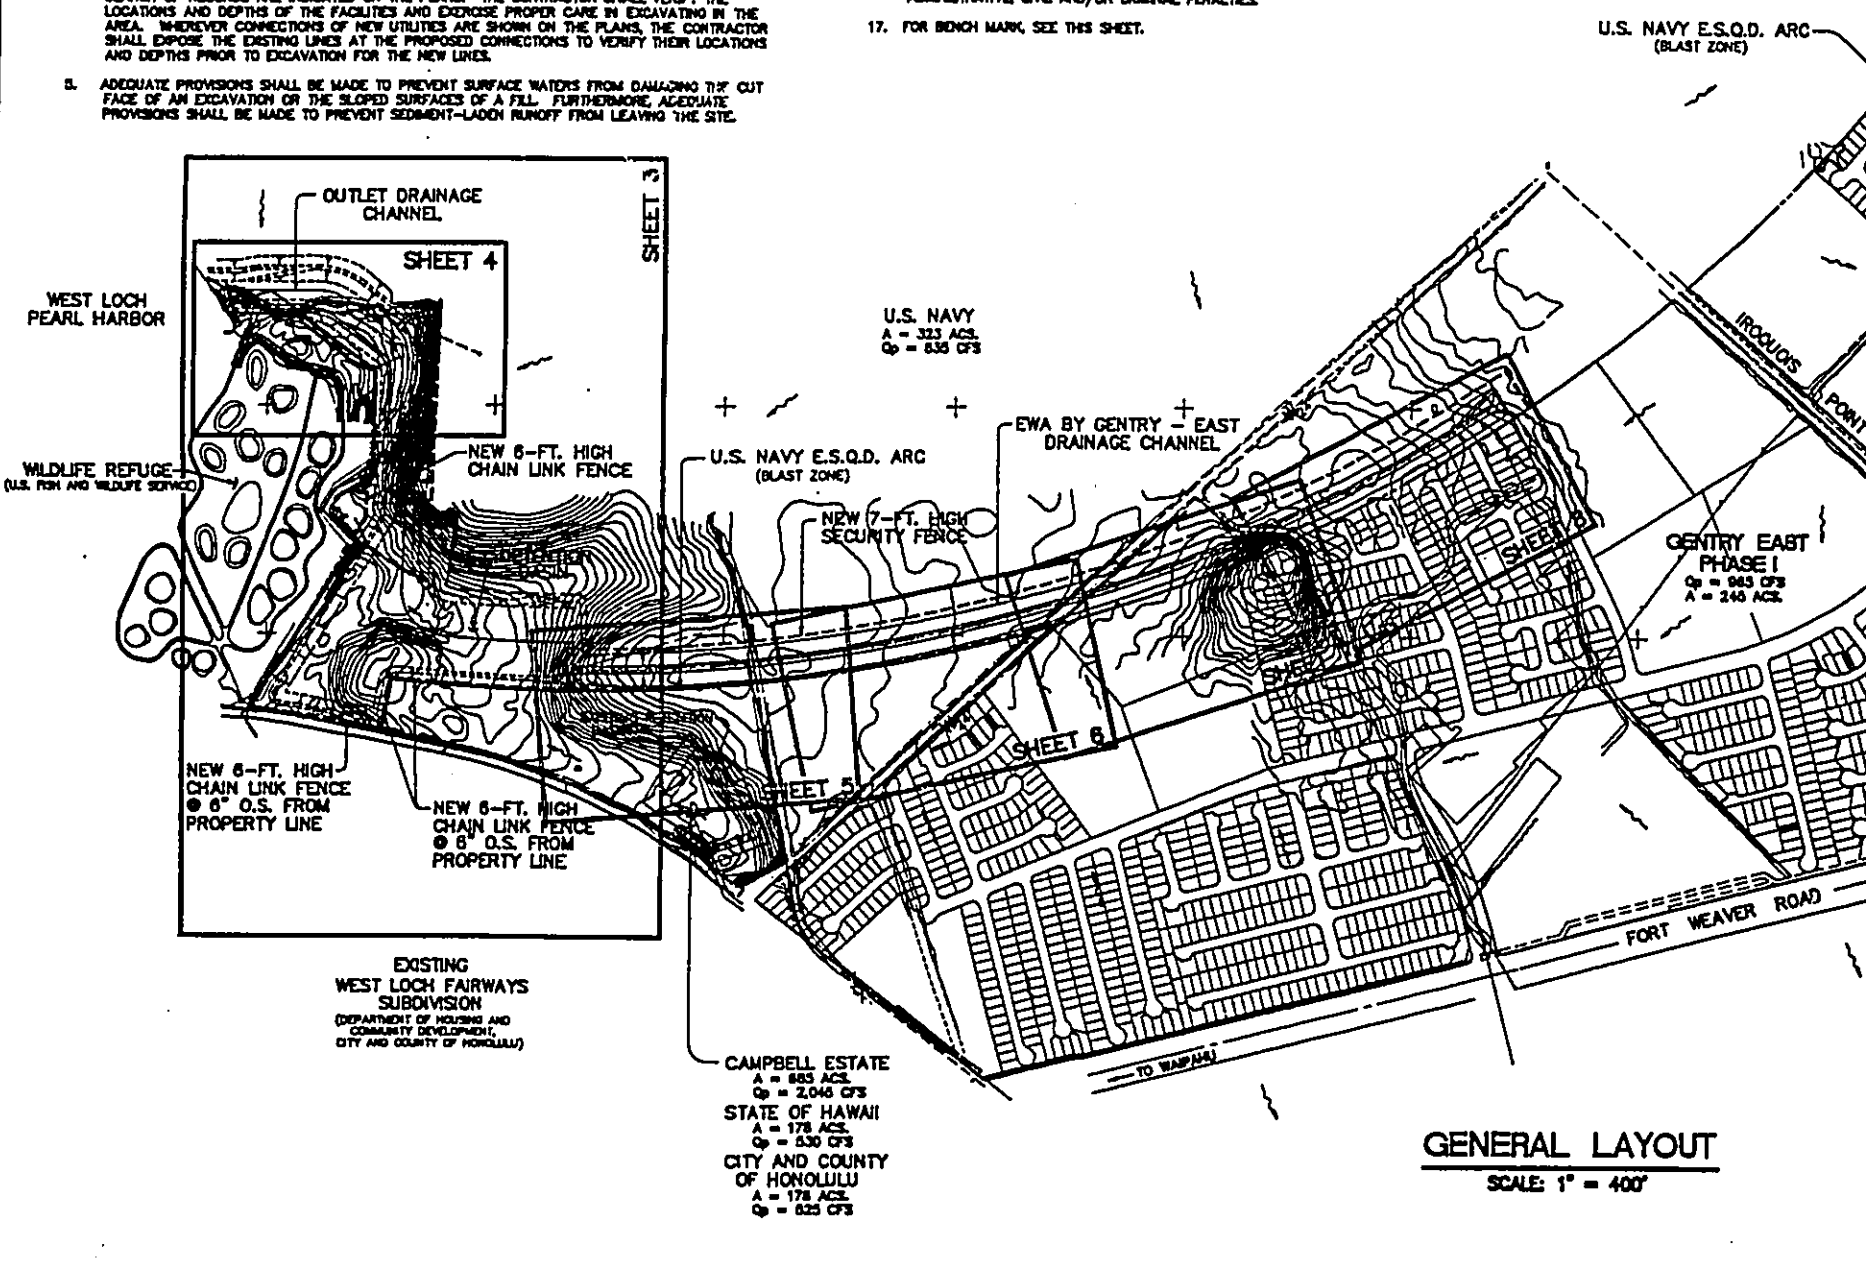 LOCATIONS AND DEPTHS OF THE FACILITIES AND EXERCISE PROPER CARE IN EXCAVATING IN THE
AREA. WHEREVER CONNECTIONS OF NEW UTILITIES ARE SHOWN ON THE PLANS, THE CONTRACTOR
SHALL EXPOSE THE EXISTING LINES AT THE PROPOSED CONNECTIONS TO VERIFY THEIR LOCATIONS
AND DEPTHS PRIOR TO EXCAVATION FOR THE NEW LINES.
5. ADEQUATE PROVISIONS SHALL BE MADE TO PREVENT SURFACE WATERS FROM DAMAGING THE CUT
FACE OF AN EXCAVATION OR THE SLOPED SURFACES OF A FILL. FURTHERMORE, ADEQUATE
PROVISIONS SHALL BE MADE TO PREVENT SEDIMENT-LADEN RUNOFF FROM LEAVING THE SITE.
17. FOR BENCH MARK, SEE THIS SHEET.
U.S. NAVY E.S.Q.D. ARC
(BLAST ZONE)
SHEET 3
OUTLET DRAINAGE
CHANNEL
SHEET 4
WEST LOCH
PEARL HARBOR
U.S. NAVY
A = 323 ACS.
Qp = 835 CFS
IROQUOIS POINT
EWA BY GENTRY - EAST
DRAINAGE CHANNEL
NEW 6-FT. HIGH
CHAIN LINK FENCE
U.S. NAVY E.S.Q.D. ARC
(BLAST ZONE)
WILDLIFE REFUGE
(U.S. FISH AND WILDLIFE SERVICE)
NEW 7-FT. HIGH
SECURITY FENCE
SHEET 8
GENTRY EAST
PHASE I
Qp = 963 CFS
A = 246 ACS.
SHEET 6
SHEET 5
NEW 6-FT. HIGH
CHAIN LINK FENCE
@ 6" O.S. FROM
PROPERTY LINE
NEW 6-FT. HIGH
CHAIN LINK FENCE
@ 6" O.S. FROM
PROPERTY LINE
FORT WEAVER ROAD
EXISTING
WEST LOCH FAIRWAYS
SUBDIVISION
(DEPARTMENT OF HOUSING AND
COMMUNITY DEVELOPMENT,
CITY AND COUNTY OF HONOLULU)
TO WAIPAHU
CAMPBELL ESTATE
A = 685 ACS.
Qp = 2,046 CFS
STATE OF HAWAII
A = 178 ACS.
Qp = 530 CFS
CITY AND COUNTY
OF HONOLULU
A = 178 ACS.
Qp = 525 CFS
GENERAL LAYOUT
SCALE: 1" = 400'